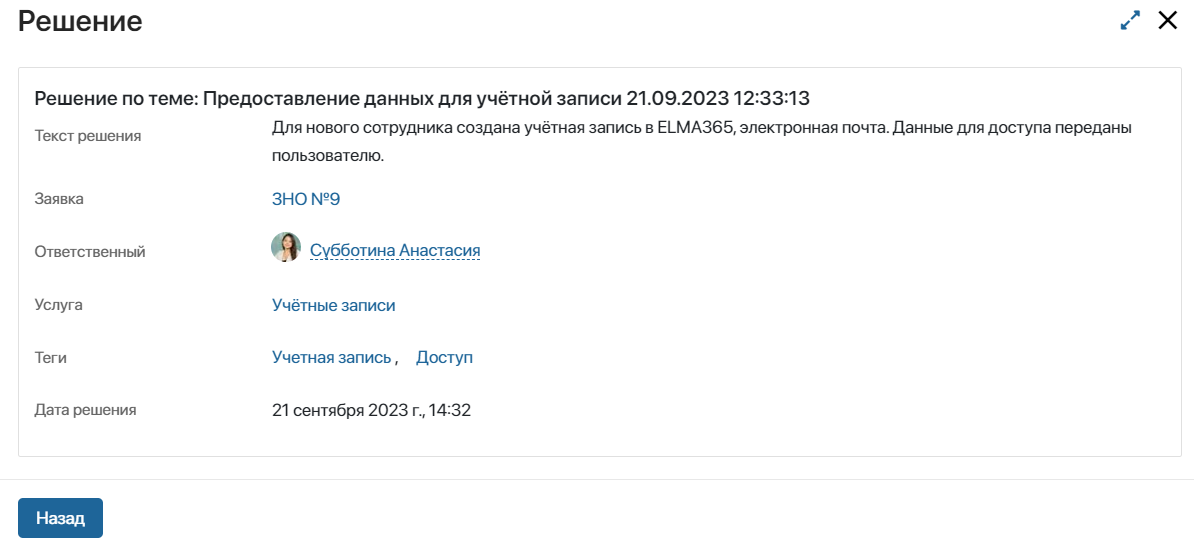 Решение
Решение по теме: Предоставление данных для учётной записи 21.09.2023 12:33:13
Текст решения
Для нового сотрудника создана учётная запись в ELMA365, электронная почта. Данные для доступа переданы
пользователю.
Заявка
ЗНО №9
Ответственный
Субботина Анастасия
Услуга
Учётные записи
Теги
Учетная запись , Доступ
Дата решения
21 сентября 2023 г., 14:32
Назад